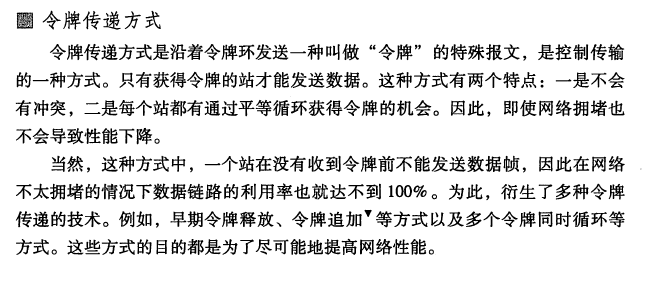 令牌传递方式
令牌传递方式是沿着令牌环发送一种叫做“令牌”的特殊报文，是控制传输
的一种方式。只有获得令牌的站才能发送数据。这种方式有两个特点：一是不会
有冲突，二是每个站都有通过平等循环获得令牌的机会。因此，即使网络拥堵也
不会导致性能下降。
当然，这种方式中，一个站在没有收到令牌前不能发送数据帧，因此在网络
不太拥堵的情况下数据链路的利用率也就达不到100%。为此，衍生了多种令牌
传递的技术。例如，早期令牌释放、令牌追加▼等方式以及多个令牌同时循环等
方式。这些方式的目的都是为了尽可能地提高网络性能。